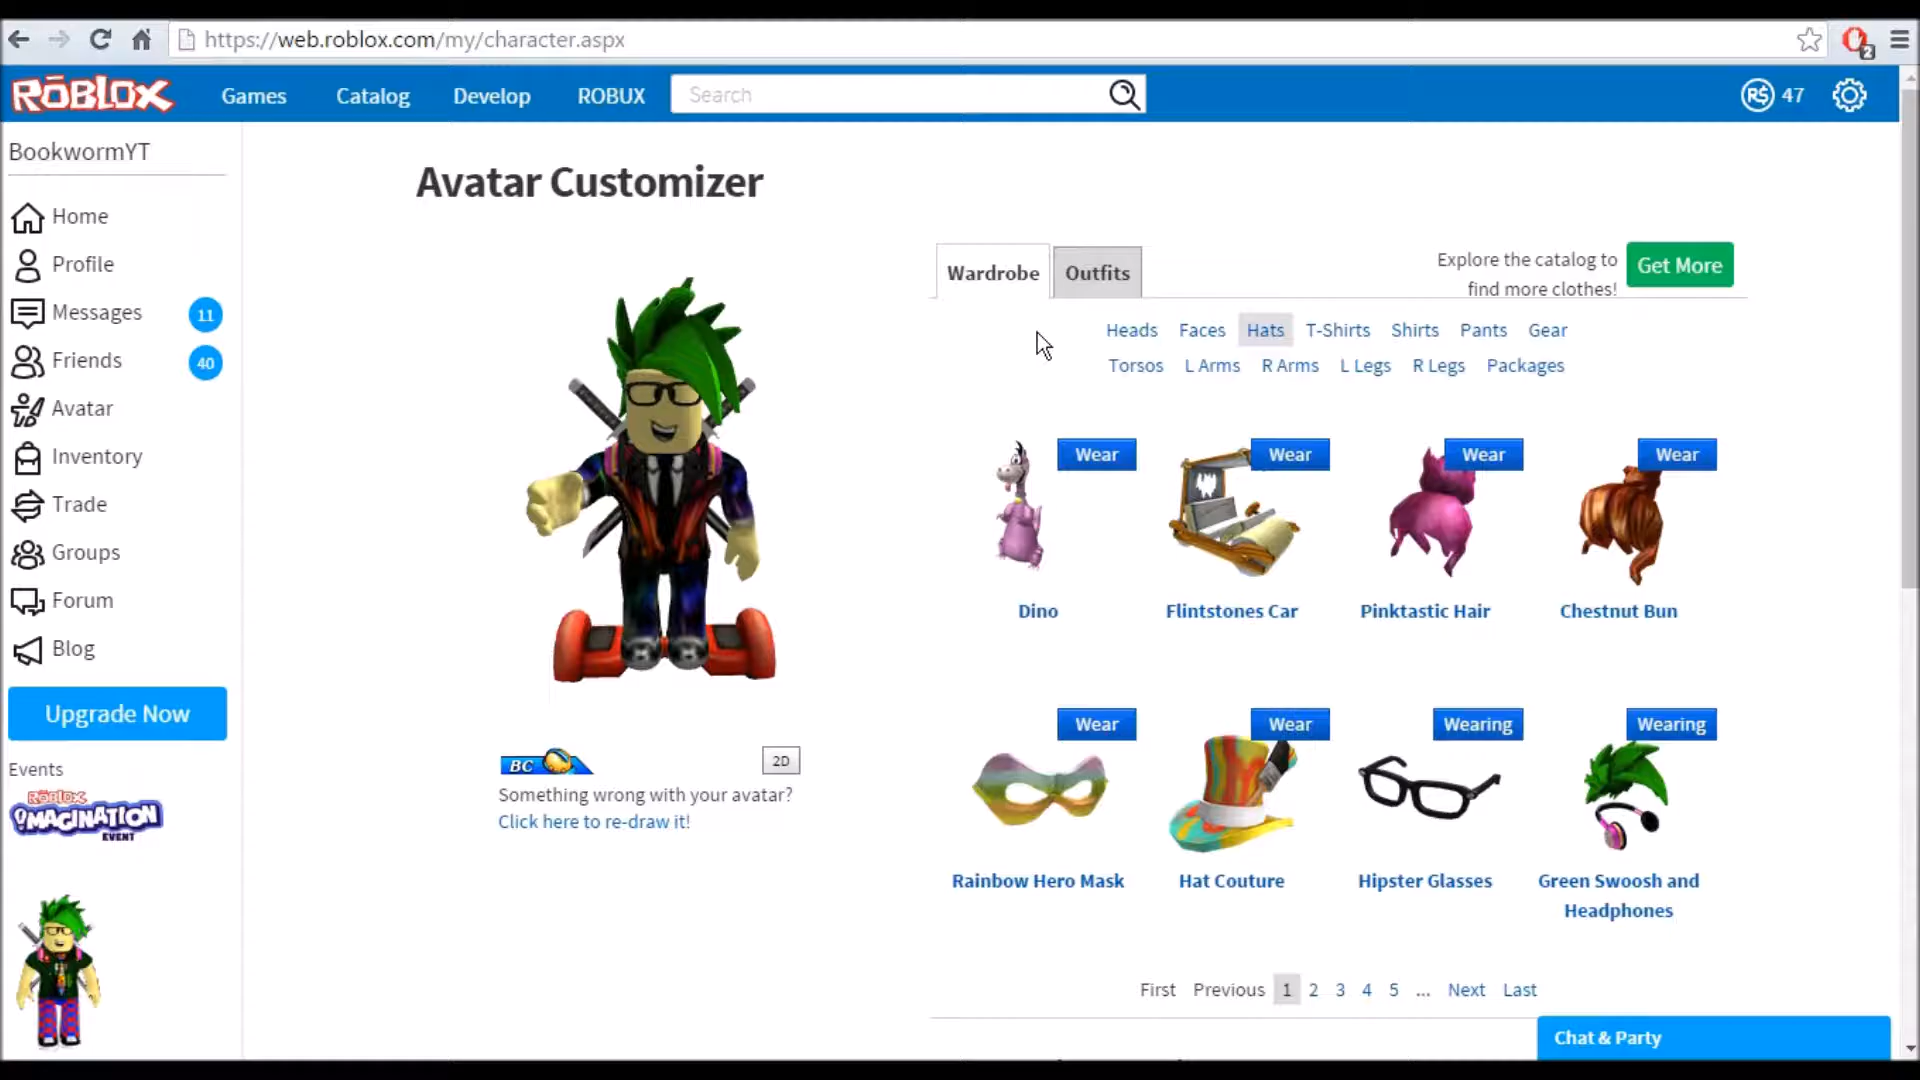 https://web.roblox.com/my/character.aspx
2
ROBLOX
Games
Catalog
Develop
ROBUX
Search
R$ 47
BookwormYT
Home
Profile
Messages 11
Friends 40
Avatar
Inventory
Trade
Groups
Forum
Blog
Upgrade Now
Events
ROBLOX
IMAGINATION
EVENT
Avatar Customizer
BC
2D
Something wrong with your avatar?
Click here to re-draw it!
Wardrobe
Outfits
Explore the catalog to
find more clothes!
Get More
Heads Faces Hats T-Shirts Shirts Pants Gear
Torsos L Arms R Arms L Legs R Legs Packages
Wear
Wear
Wear
Wear
Dino
Flintstones Car
Pinktastic Hair
Chestnut Bun
Wear
Wear
Wearing
Wearing
Rainbow Hero Mask
Hat Couture
Hipster Glasses
Green Swoosh and
Headphones
First Previous 1 2 3 4 5 ... Next Last
Chat & Party